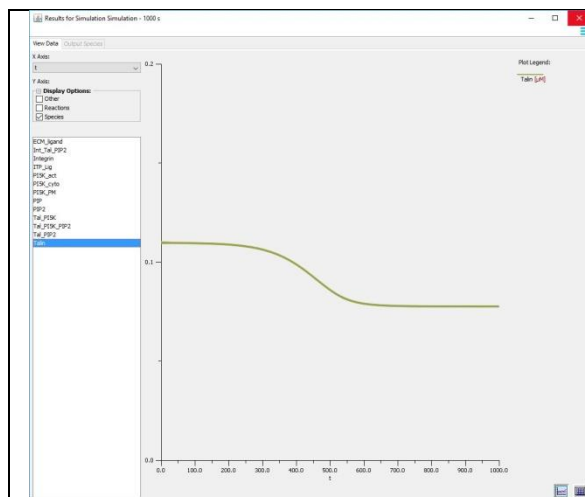 Results for Simulation Simulation - 1000 s
View Data Output Species
X Axis:
t
Y Axis:
Display Options:
Other
Reactions
Species
ECM_ligand
Int_Tal_PIP2
Integrin
ITP_Lig
PI5K_act
PI5K_cyto
PI5K_PM
PIP
PIP2
Tal_PI5K
Tal_PI5K_PIP2
Tal_PIP2
Talin
0.2
0.1
0.0
0.0 100.0 200.0 300.0 400.0 500.0 600.0 700.0 800.0 900.0 1000.0
t
Plot Legend:
Talin [µM]